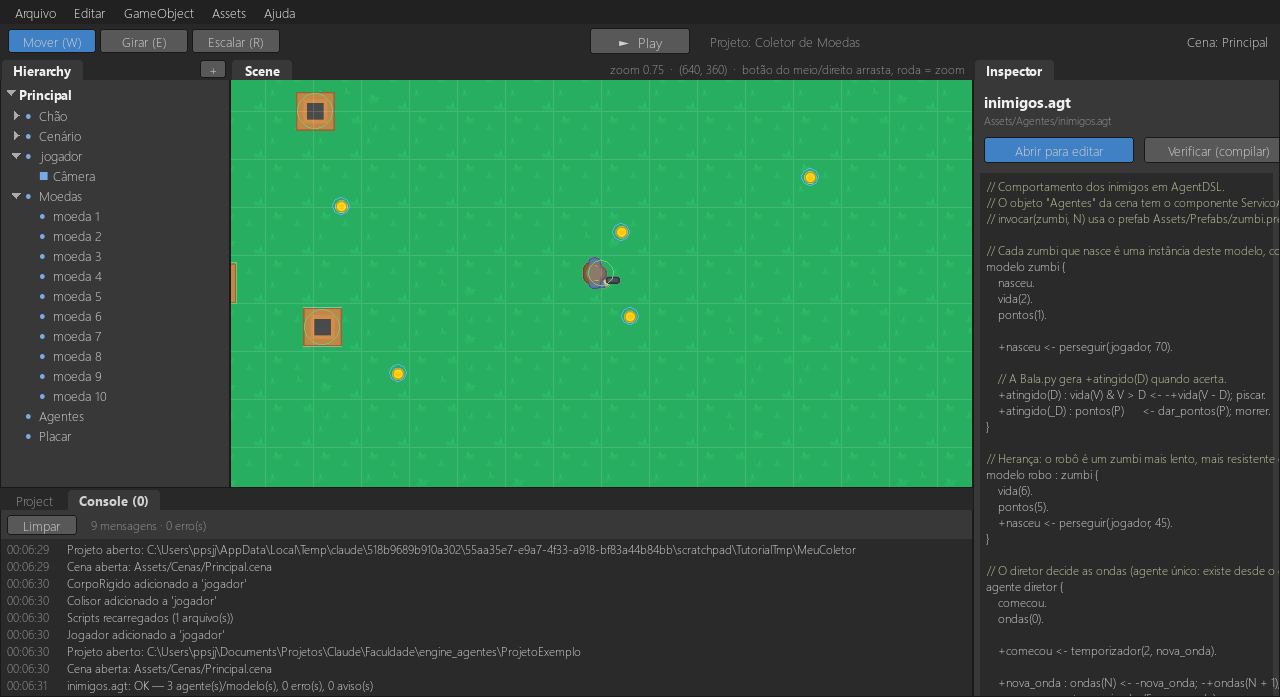 Arquivo Editar GameObject Assets Ajuda
Mover (W) Girar (E) Escalar (R) ► Play Projeto: Coletor de Moedas Cena: Principal
Hierarchy + Scene zoom 0.75 · (640, 360) · botão do meio/direito arrasta, roda = zoom Inspector
Principal
Chão
Cenário
jogador
Câmera
Moedas
moeda 1
moeda 2
moeda 3
moeda 4
moeda 5
moeda 6
moeda 7
moeda 8
moeda 9
moeda 10
Agentes
Placar
inimigos.agt
Assets/Agentes/inimigos.agt
Abrir para editar Verificar (compilar)
// Comportamento dos inimigos em AgentDSL.
// O objeto "Agentes" da cena tem o componente Servico
// invocar(zumbi, N) usa o prefab Assets/Prefabs/zumbi.pre
// Cada zumbi que nasce é uma instância deste modelo, co
modelo zumbi {
nasceu.
vida(2).
pontos(1).
+nasceu <- perseguir(jogador, 70).
// A Bala.py gera +atingido(D) quando acerta.
+atingido(D) : vida(V) & V > D <- -+vida(V - D); piscar.
+atingido(_D) : pontos(P) <- dar_pontos(P); morrer.
}
// Herança: o robô é um zumbi mais lento, mais resistente
modelo robo : zumbi {
vida(6).
pontos(5).
+nasceu <- perseguir(jogador, 45).
}
// O diretor decide as ondas (agente único: existe desde o
agente diretor {
comecou.
ondas(0).
+comecou <- temporizador(2, nova_onda).
+nova_onda : ondas(N) <- -nova_onda; -+ondas(N + 1)
Project Console (0)
Limpar 9 mensagens · 0 erro(s)
00:06:29 Projeto aberto: C:\Users\ppsjj\AppData\Local\Temp\claude\518b9689b910a302\55aa35e7-e9a7-4f33-a918-bf83a44b84bb\scratchpad\TutorialTmp\MeuColetor
00:06:29 Cena aberta: Assets/Cenas/Principal.cena
00:06:30 CorpoRigido adicionado a 'jogador'
00:06:30 Colisor adicionado a 'jogador'
00:06:30 Scripts recarregados (1 arquivo(s))
00:06:30 Jogador adicionado a 'jogador'
00:06:30 Projeto aberto: C:\Users\ppsjj\Documents\Projetos\Claude\Faculdade\engine_agentes\ProjetoExemplo
00:06:30 Cena aberta: Assets/Cenas/Principal.cena
00:06:31 inimigos.agt: OK — 3 agente(s)/modelo(s), 0 erro(s), 0 aviso(s)